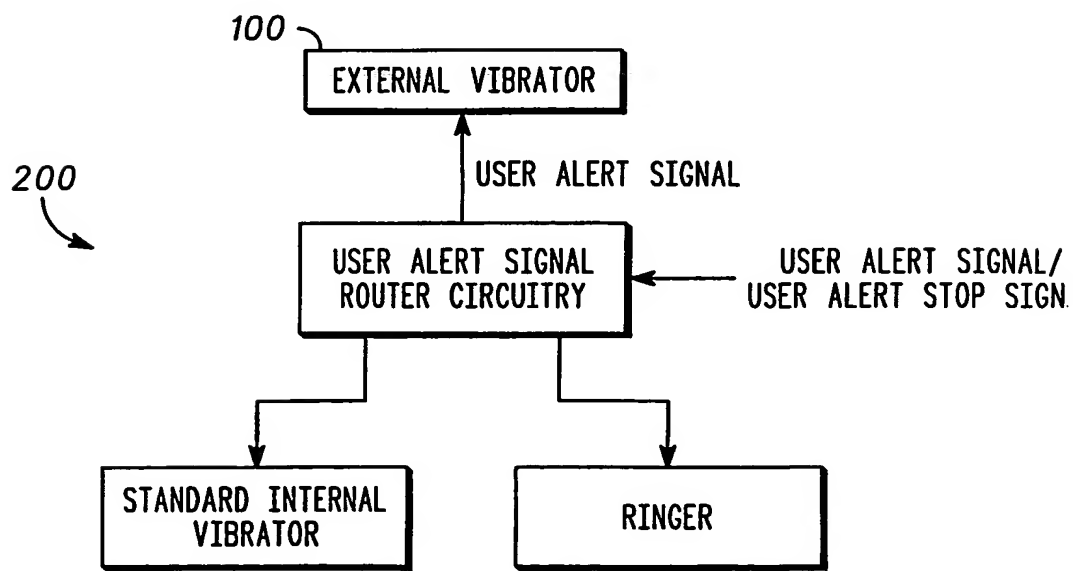 100
EXTERNAL VIBRATOR
USER ALERT SIGNAL
200
USER ALERT SIGNAL
ROUTER CIRCUITRY
USER ALERT SIGNAL/
USER ALERT STOP SIGN
STANDARD INTERNAL
VIBRATOR
RINGER